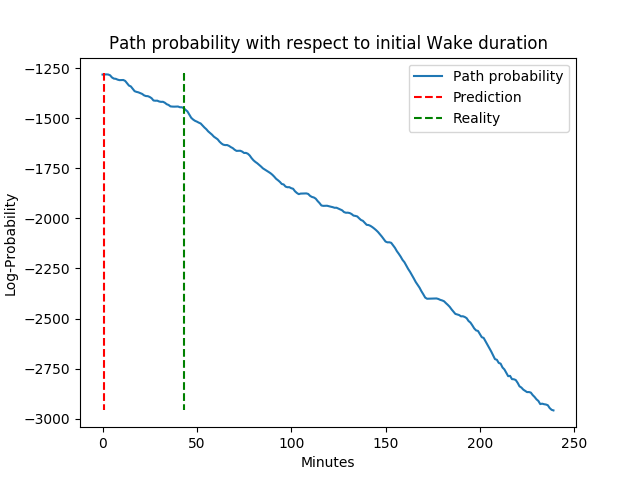 Path probability with respect to initial Wake duration
Path probability
Prediction
Reality
Log-Probability
−1250
−1500
−1750
−2000
−2250
−2500
−2750
−3000
0 50 100 150 200 250
Minutes